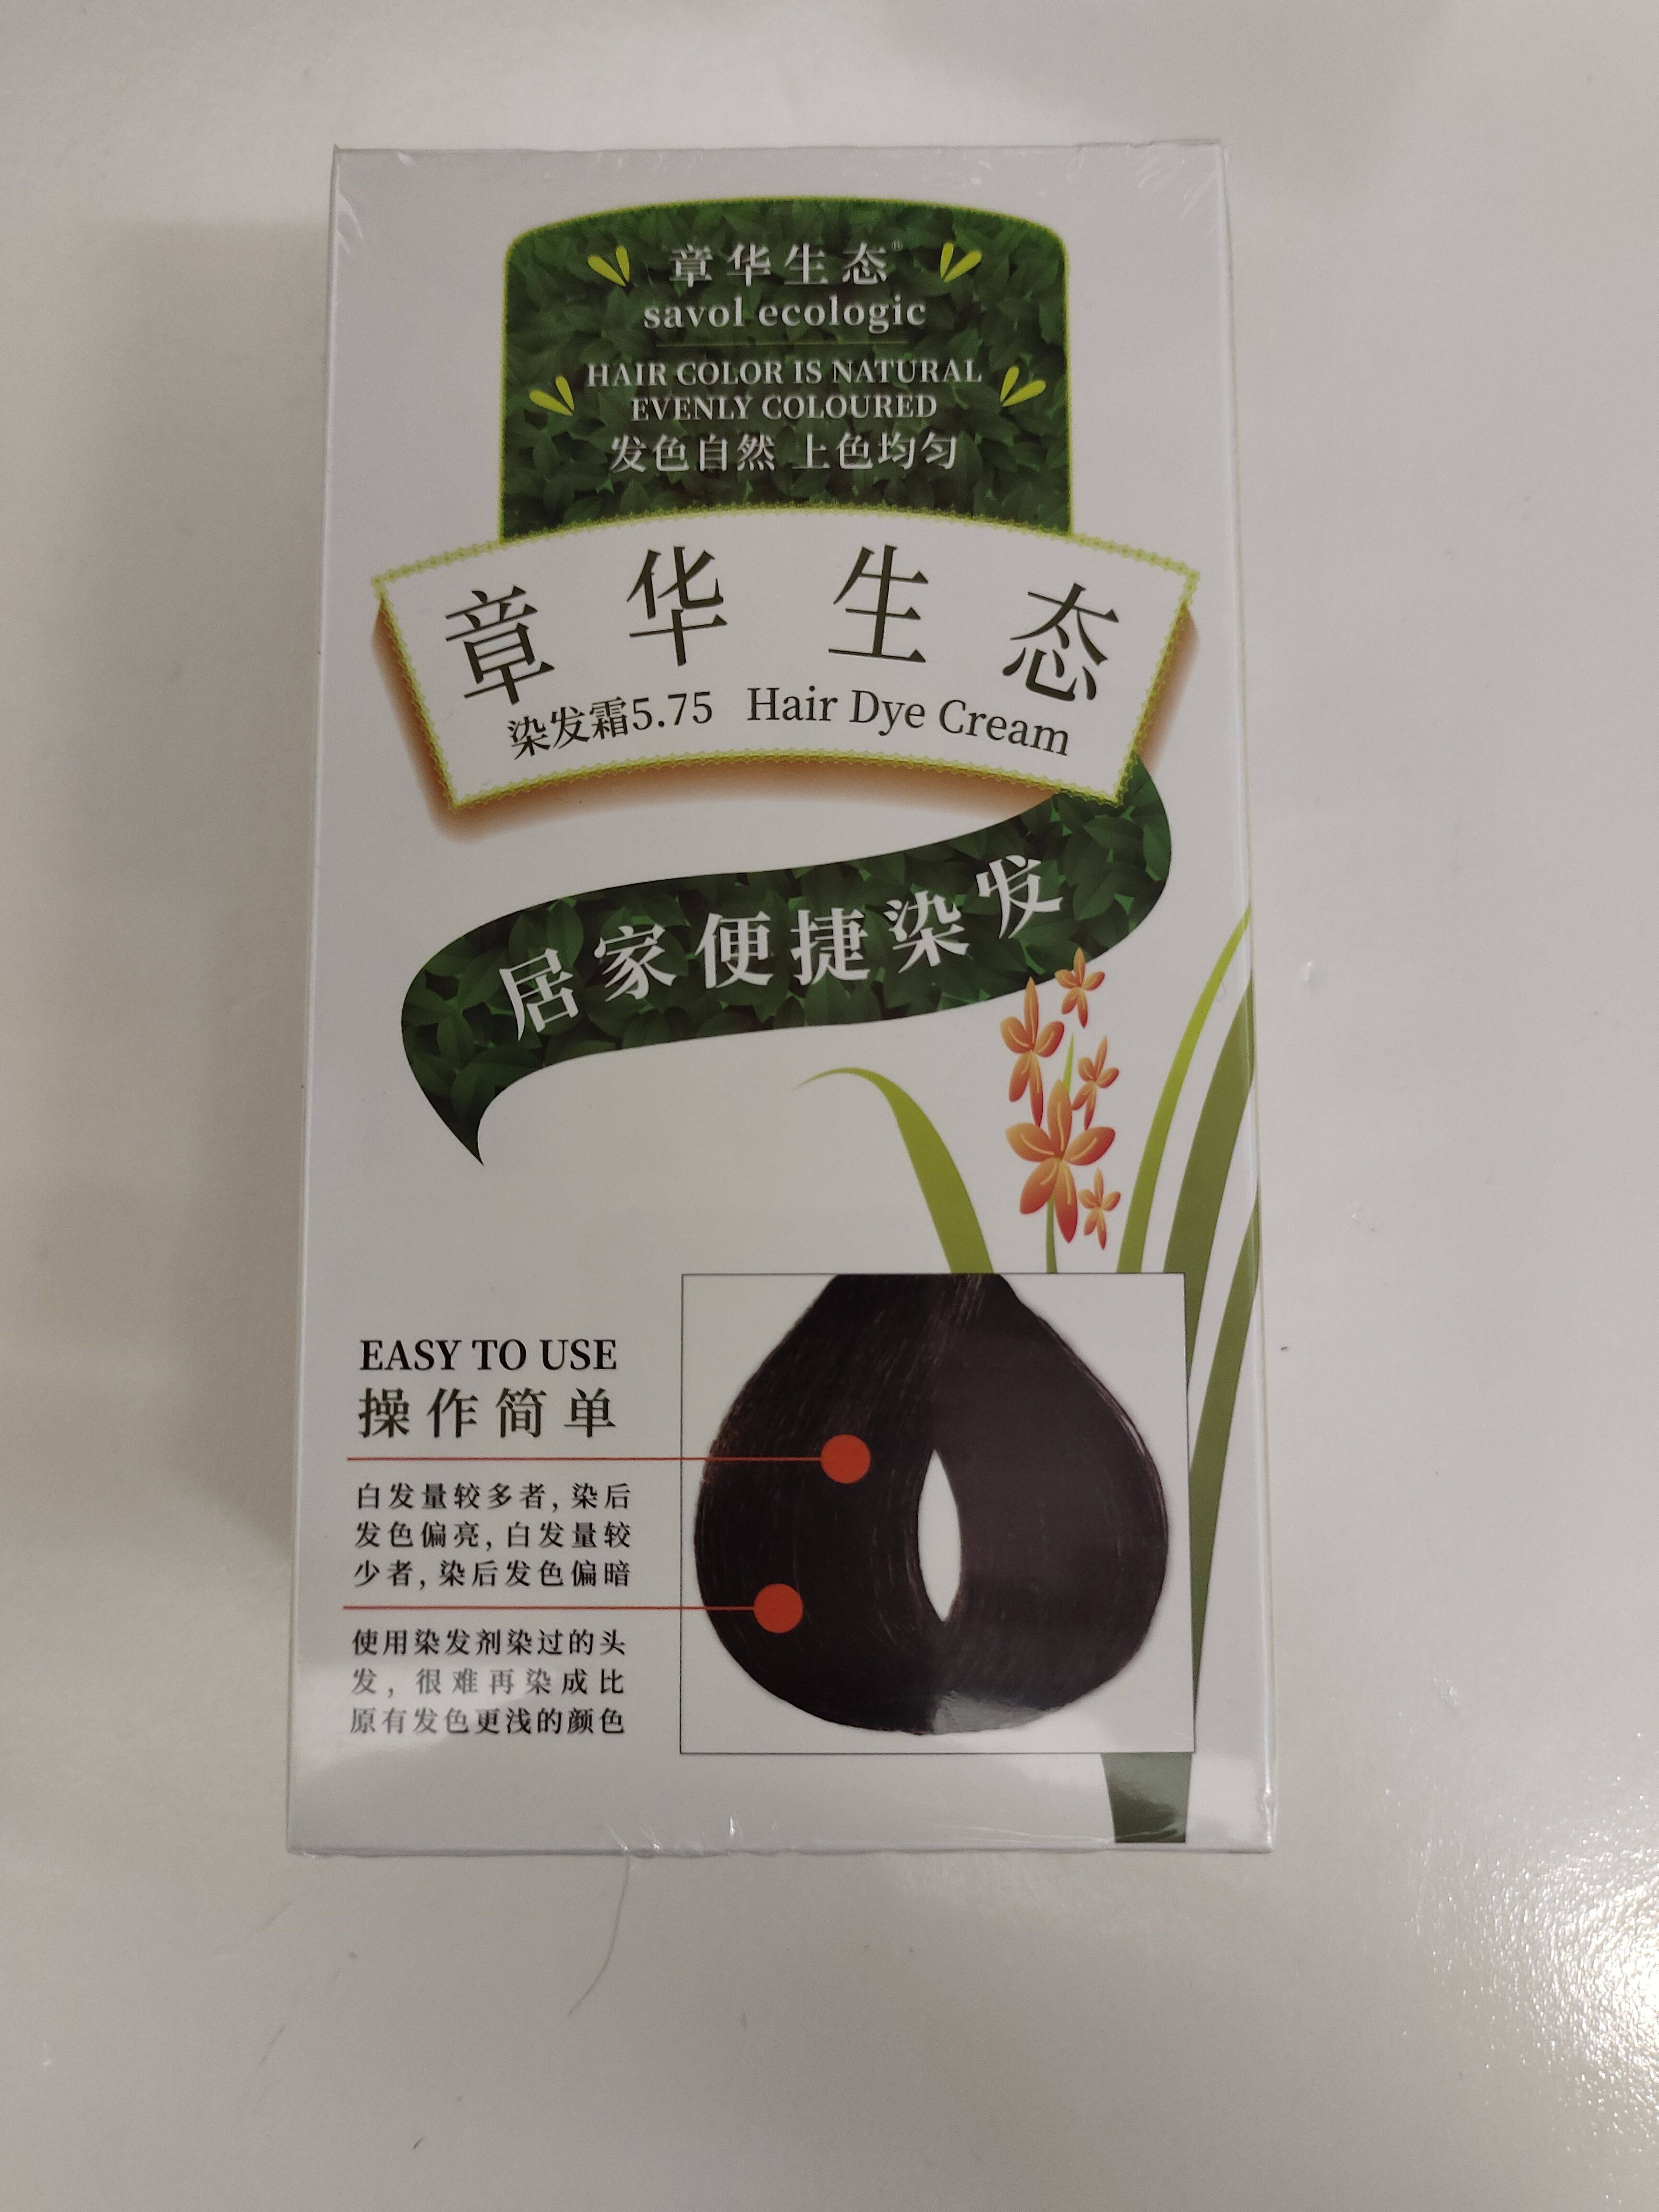 章华生态®
savol ecologic
HAIR COLOR IS NATURAL
EVENLY COLOURED
发色自然 上色均匀
章华生态
染发霜5.75 Hair Dye Cream
居家便捷染发
EASY TO USE
操作简单
白发量较多者,染后
发色偏亮,白发量较
少者,染后发色偏暗
使用染发剂染过的头
发,很难再染成比
原有发色更浅的颜色